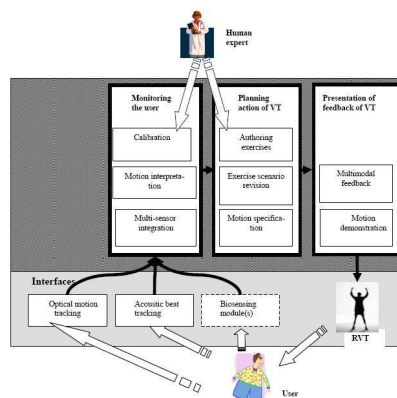 Human
expert
Monitoring
the user
Planning
action of VT
Presentation of
feedback of VT
Calibration
Motion interpreta-
tion
Multi-sensor
integration
Authoring
exercises
Exercise scenario
revision
Motion specifica-
tion
Multimodal
feedback
Motion
demonstration
Interfaces
Optical motion
tracking
Acoustic beat
tracking
Biosensing
module(s)
RVT
User